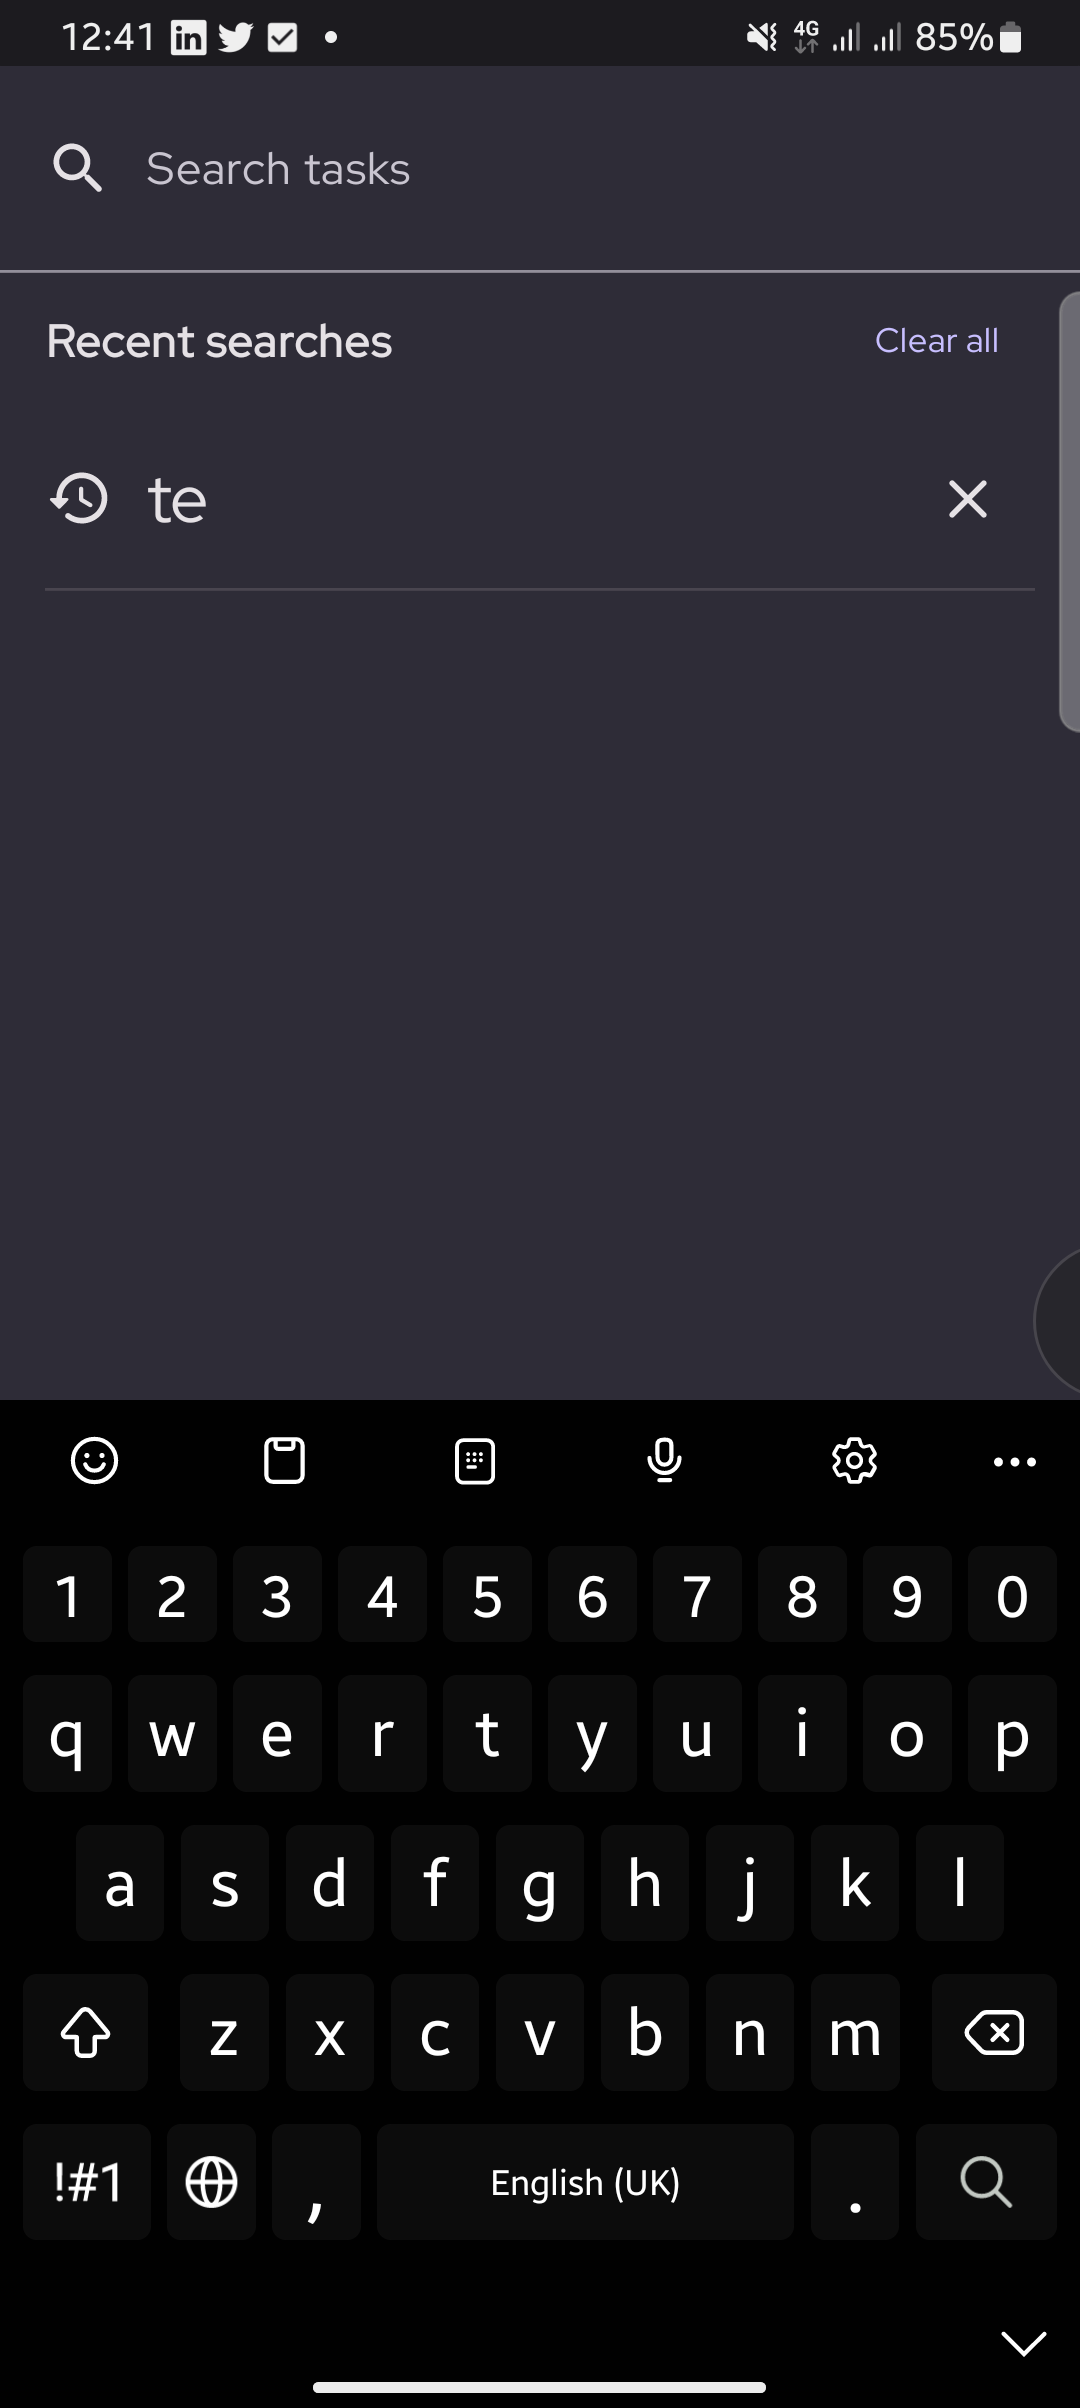 12:41 in 4G 85%
Search tasks
Recent searches Clear all
te
1 2 3 4 5 6 7 8 9 0
q w e r t y u i o p
a s d f g h j k l
z x c v b n m
!#1 , English (UK) .